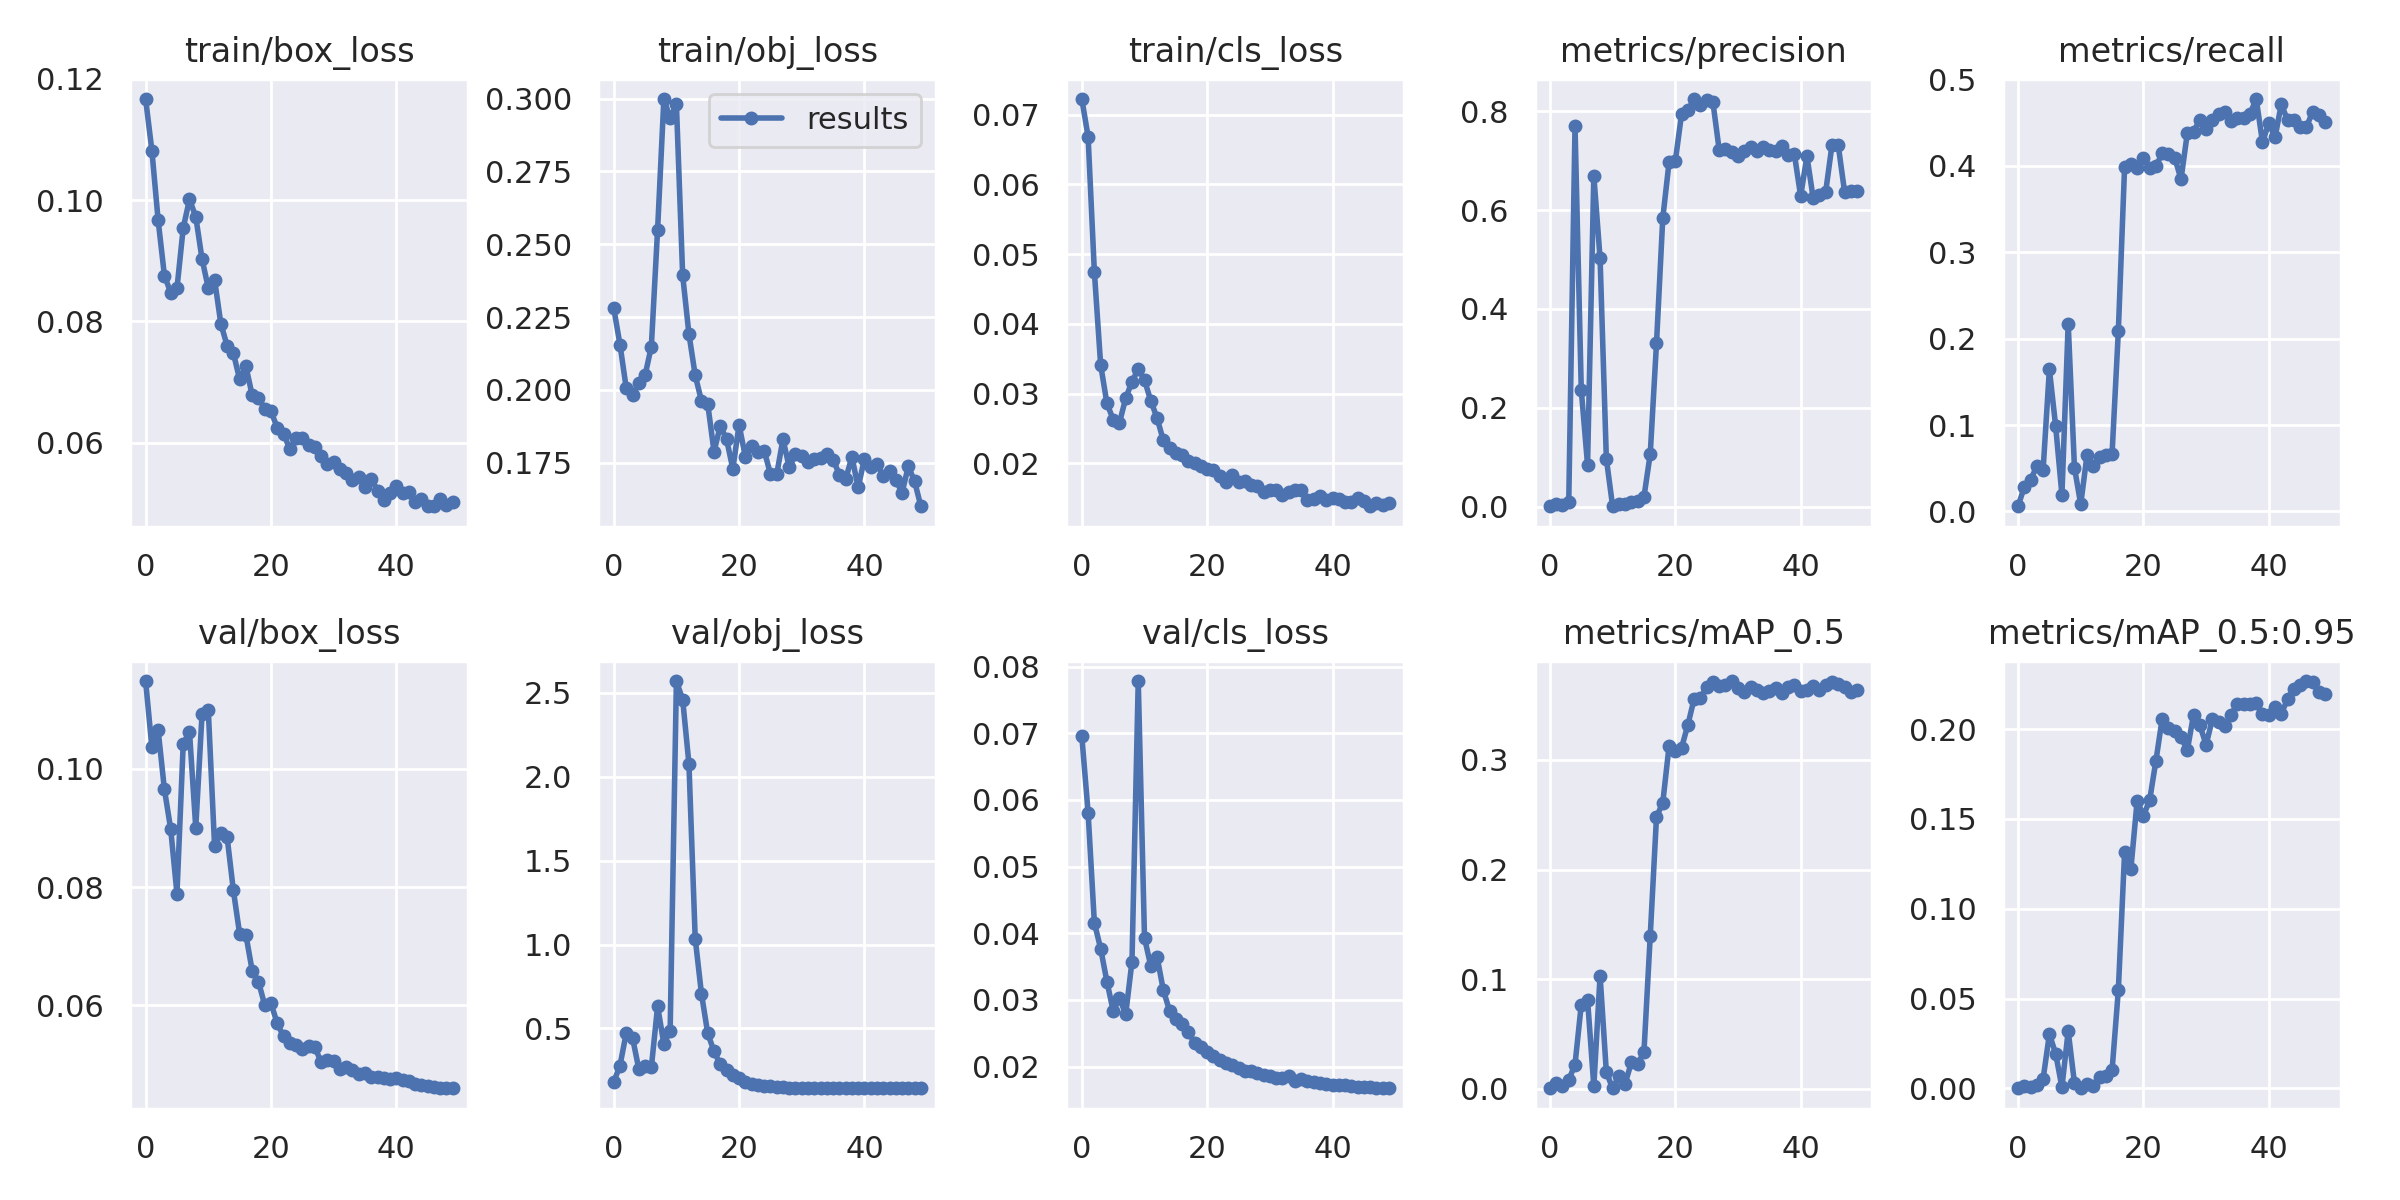 train/box_loss
0.12
0.10
0.08
0.06
0 20 40
train/obj_loss
results
0.300
0.275
0.250
0.225
0.200
0.175
0 20 40
train/cls_loss
0.07
0.06
0.05
0.04
0.03
0.02
0 20 40
metrics/precision
0.8
0.6
0.4
0.2
0.0
0 20 40
metrics/recall
0.5
0.4
0.3
0.2
0.1
0.0
0 20 40
val/box_loss
0.10
0.08
0.06
0 20 40
val/obj_loss
2.5
2.0
1.5
1.0
0.5
0 20 40
val/cls_loss
0.08
0.07
0.06
0.05
0.04
0.03
0.02
0 20 40
metrics/mAP_0.5
0.3
0.2
0.1
0.0
0 20 40
metrics/mAP_0.5:0.95
0.20
0.15
0.10
0.05
0.00
0 20 40